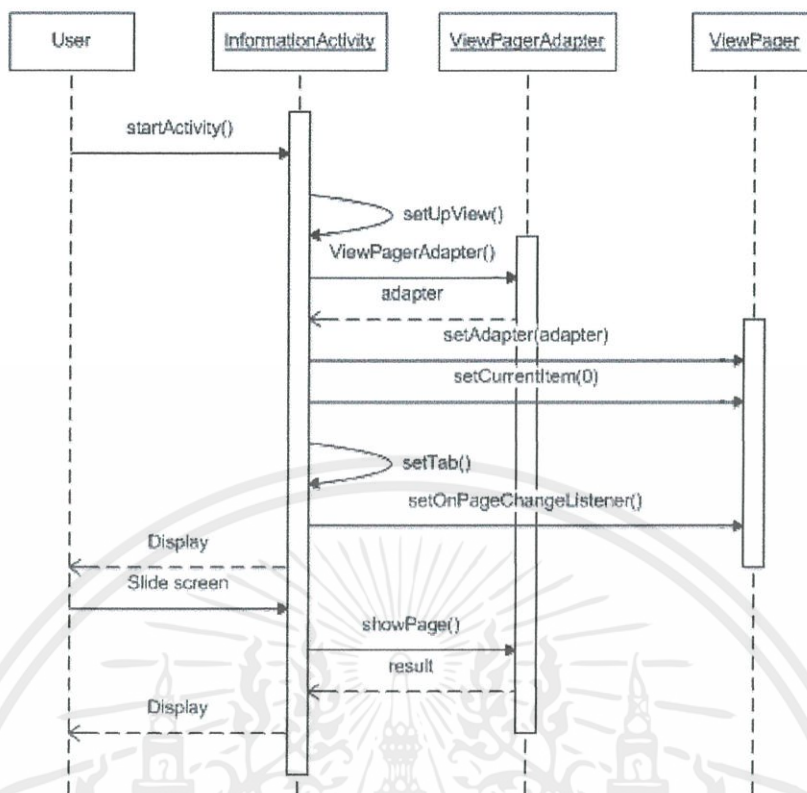 User
InformationActivity
ViewPagerAdapter
ViewPager
startActivity()
setUpView()
ViewPagerAdapter()
adapter
setAdapter(adapter)
setCurrentItem(0)
setTab()
setOnPageChangeListener()
Display
Slide screen
showPage()
result
Display